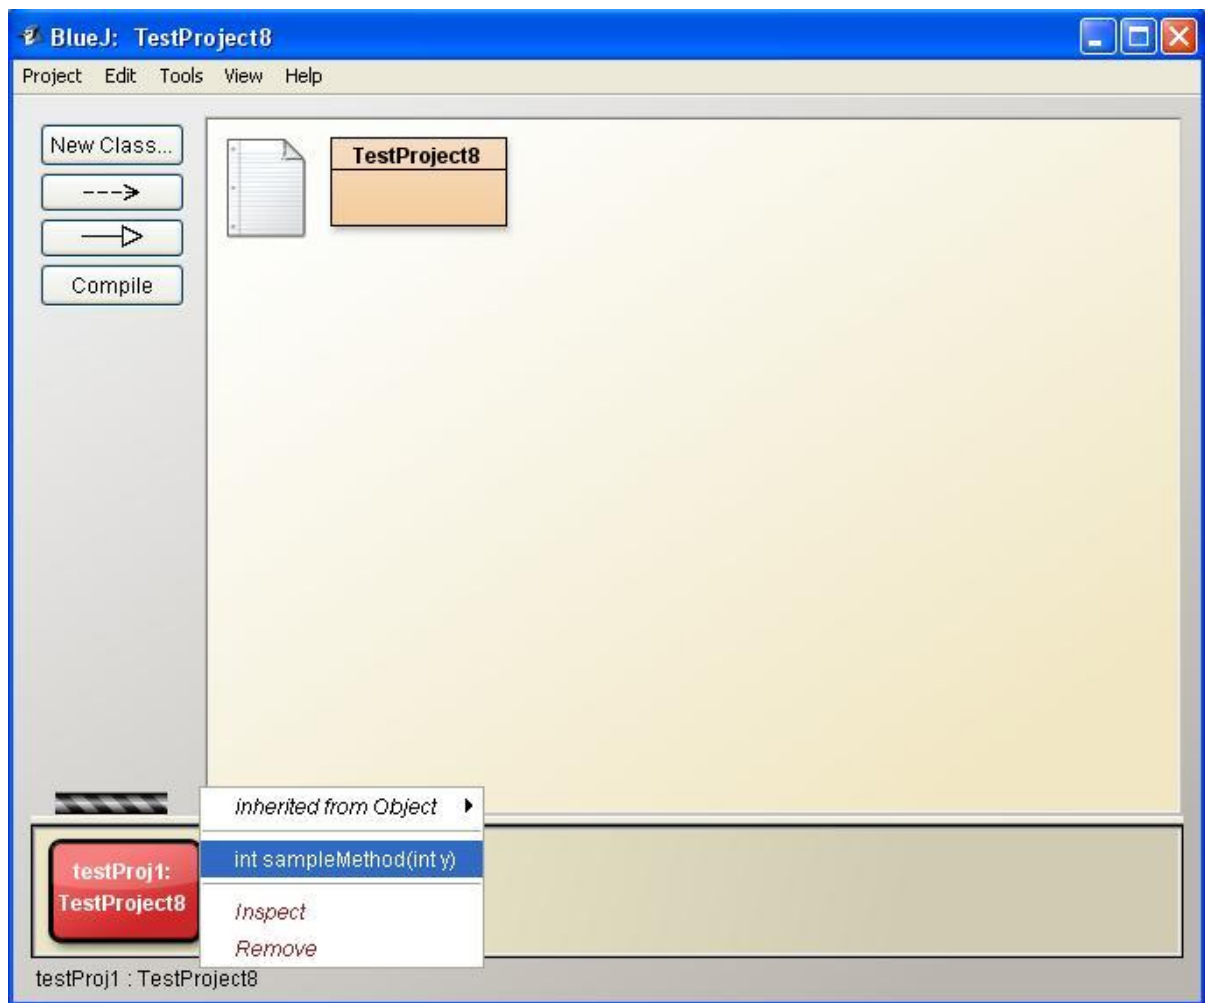 BlueJ: TestProject8
Project Edit Tools View Help
New Class...
TestProject8
Compile
inherited from Object
int sampleMethod(int y)
testProj1:
TestProject8
Inspect
Remove
testProj1 : TestProject8